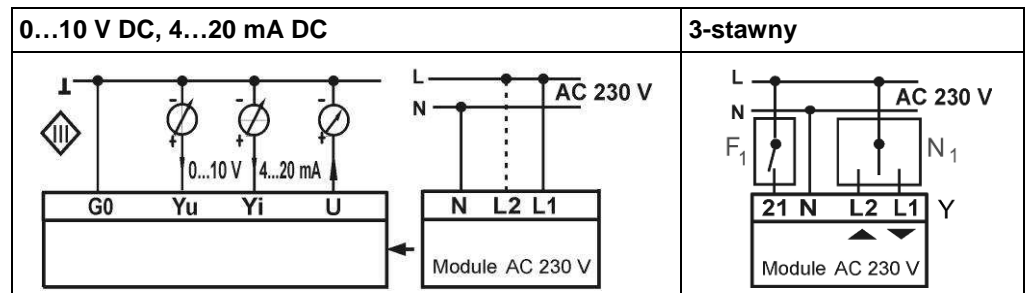 0…10 V DC, 4…20 mA DC
3-stawny
L
N
AC 230 V
III
- + - + - +
0...10 V 4...20 mA
G0 Yu Yi U
N L2 L1
Module AC 230 V
L
N
AC 230 V
F1
N1
21 N L2 L1 Y
Module AC 230 V